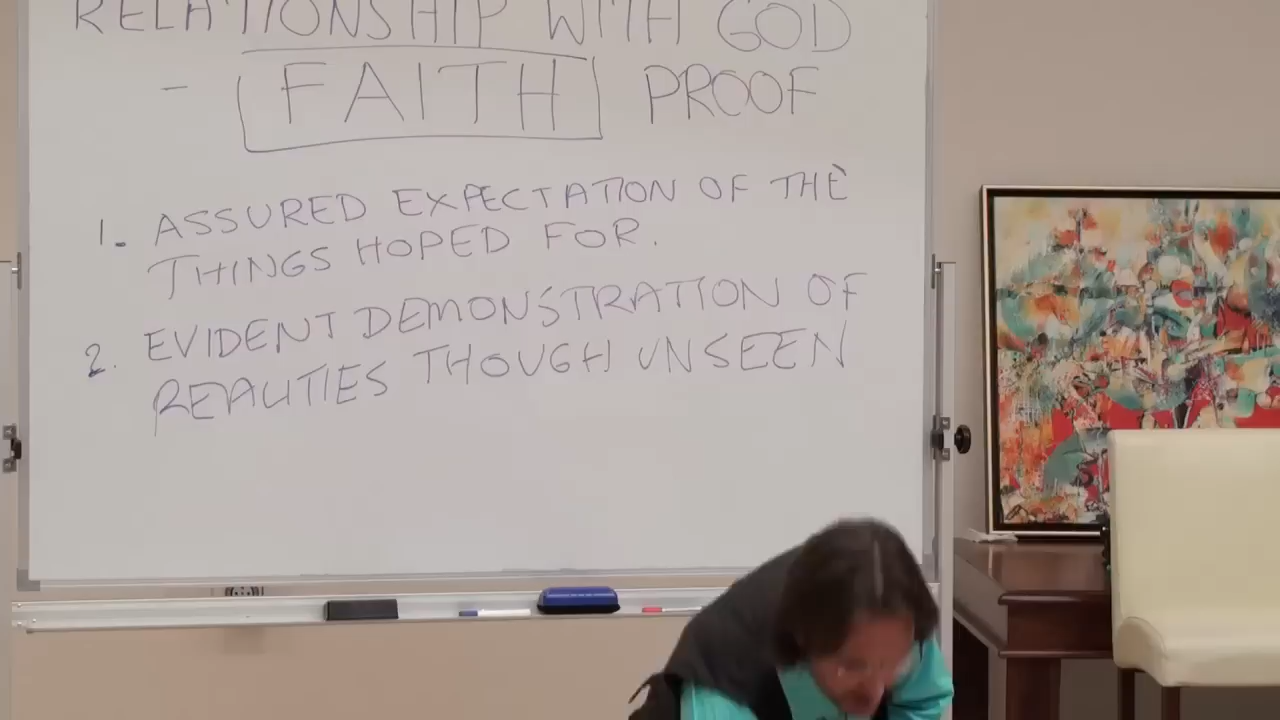 RELATIONSHIP WITH GOD
- FAITH PROOF
1. ASSURED EXPECTATION OF THE
THINGS HOPED FOR.
2. EVIDENT DEMONSTRATION OF
REALITIES THOUGH UNSEEN